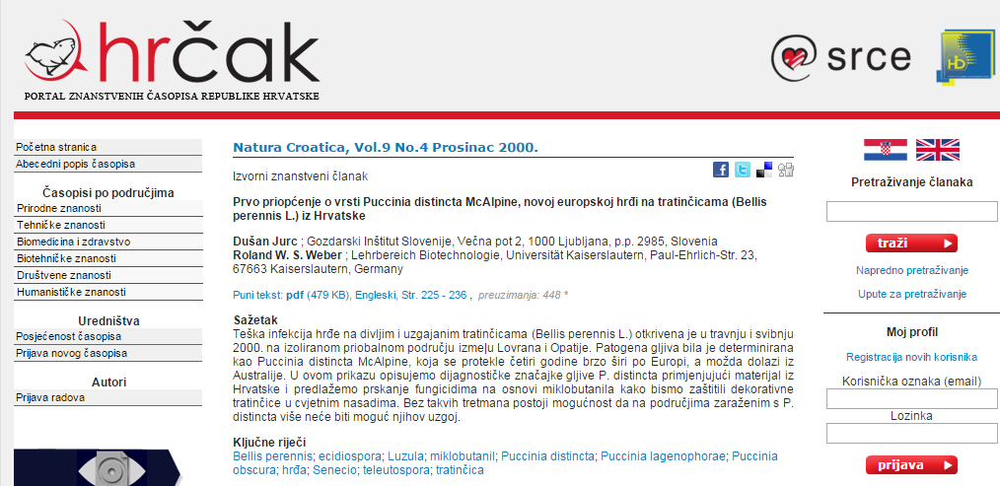 hrčak
PORTAL ZNANSTVENIH ČASOPISA REPUBLIKE HRVATSKE
srce
HD
Početna stranica
Abecedni popis časopisa
Časopisi po područjima
Prirodne znanosti
Tehničke znanosti
Biomedicina i zdravstvo
Biotehničke znanosti
Društvene znanosti
Humanističke znanosti
Uredništva
Posjećenost časopisa
Prijava novog časopisa
Autori
Prijava radova
Natura Croatica, Vol.9 No.4 Prosinac 2000.
Izvorni znanstveni članak
Prvo priopćenje o vrsti Puccinia distincta McAlpine, novoj europskoj hrđi na tratinčicama (Bellis
perennis L.) iz Hrvatske
Dušan Jurc ; Gozdarski Inštitut Slovenije, Večna pot 2, 1000 Ljubljana, p.p. 2985, Slovenia
Roland W. S. Weber ; Lehrbereich Biotechnologie, Universität Kaiserslautern, Paul-Ehrlich-Str. 23,
67663 Kaiserslautern, Germany
Puni tekst: pdf (479 KB), Engleski, Str. 225 - 236 , preuzimanja: 448 *
Sažetak
Teška infekcija hrđe na divljim i uzgajanim tratinčicama (Bellis perennis L.) otkrivena je u travnju i svibnju
2000. na izoliranom priobalnom području izme|u Lovrana i Opatije. Patogena gljiva bila je determinirana
kao Puccinia distincta McAlpine, koja se protekle četiri godine brzo širi po Europi, a možda dolazi iz
Australije. U ovom prikazu opisujemo dijagnostičke značajke gljive P. distincta primjenjujući materijal iz
Hrvatske i predlažemo prskanje fungicidima na osnovi miklobutanila kako bismo zaštitili dekorativne
tratinčice u cvjetnim nasadima. Bez takvih tretmana postoji mogućnost da na područjima zaraženim s P.
distincta više neće biti moguć njihov uzgoj.
Ključne riječi
Bellis perennis; ecidiospora; Luzula; miklobutanil; Puccinia distincta; Puccinia lagenophorae; Puccinia
obscura; hrđa; Senecio; teleutospora; tratinčica
Pretraživanje članaka
traži
Napredno pretraživanje
Upute za pretraživanje
Moj profil
Registracija novih korisnika
Korisnička oznaka (email)
Lozinka
prijava